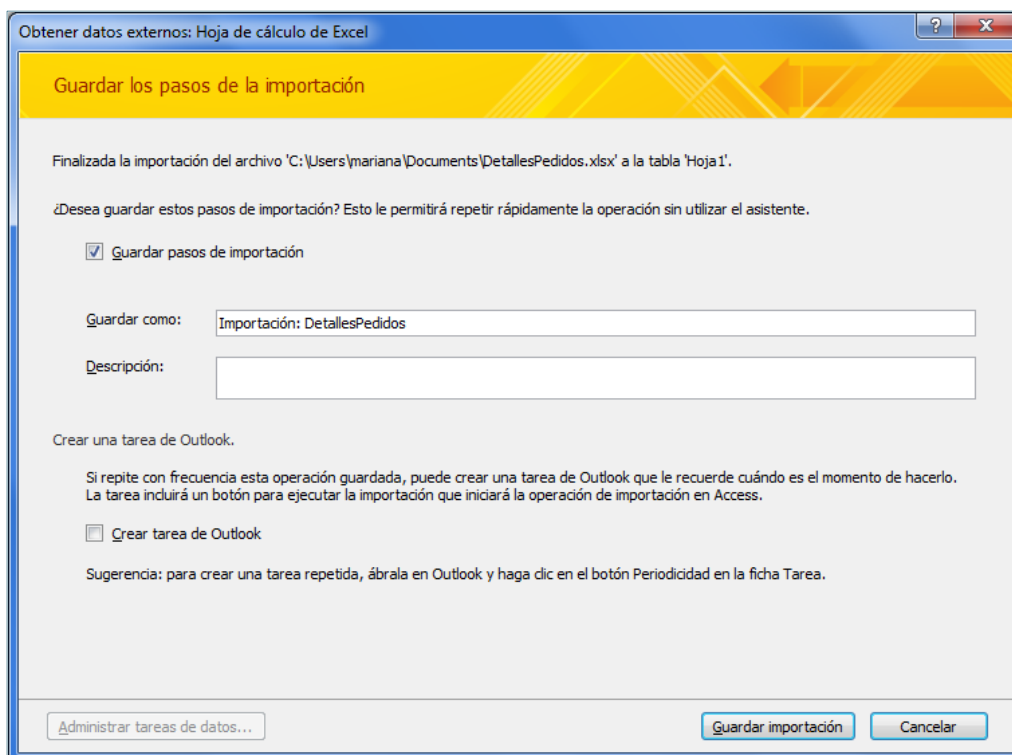 Obtener datos externos: Hoja de cálculo de Excel
Guardar los pasos de la importación
Finalizada la importación del archivo 'C:\Users\mariana\Documents\DetallesPedidos.xlsx' a la tabla 'Hoja1'.
¿Desea guardar estos pasos de importación? Esto le permitirá repetir rápidamente la operación sin utilizar el asistente.
Guardar pasos de importación
Guardar como:
Importación: DetallesPedidos
Descripción:
Crear una tarea de Outlook.
Si repite con frecuencia esta operación guardada, puede crear una tarea de Outlook que le recuerde cuándo es el momento de hacerlo.
La tarea incluirá un botón para ejecutar la importación que iniciará la operación de importación en Access.
Crear tarea de Outlook
Sugerencia: para crear una tarea repetida, ábrala en Outlook y haga clic en el botón Periodicidad en la ficha Tarea.
Administrar tareas de datos...
Guardar importación
Cancelar